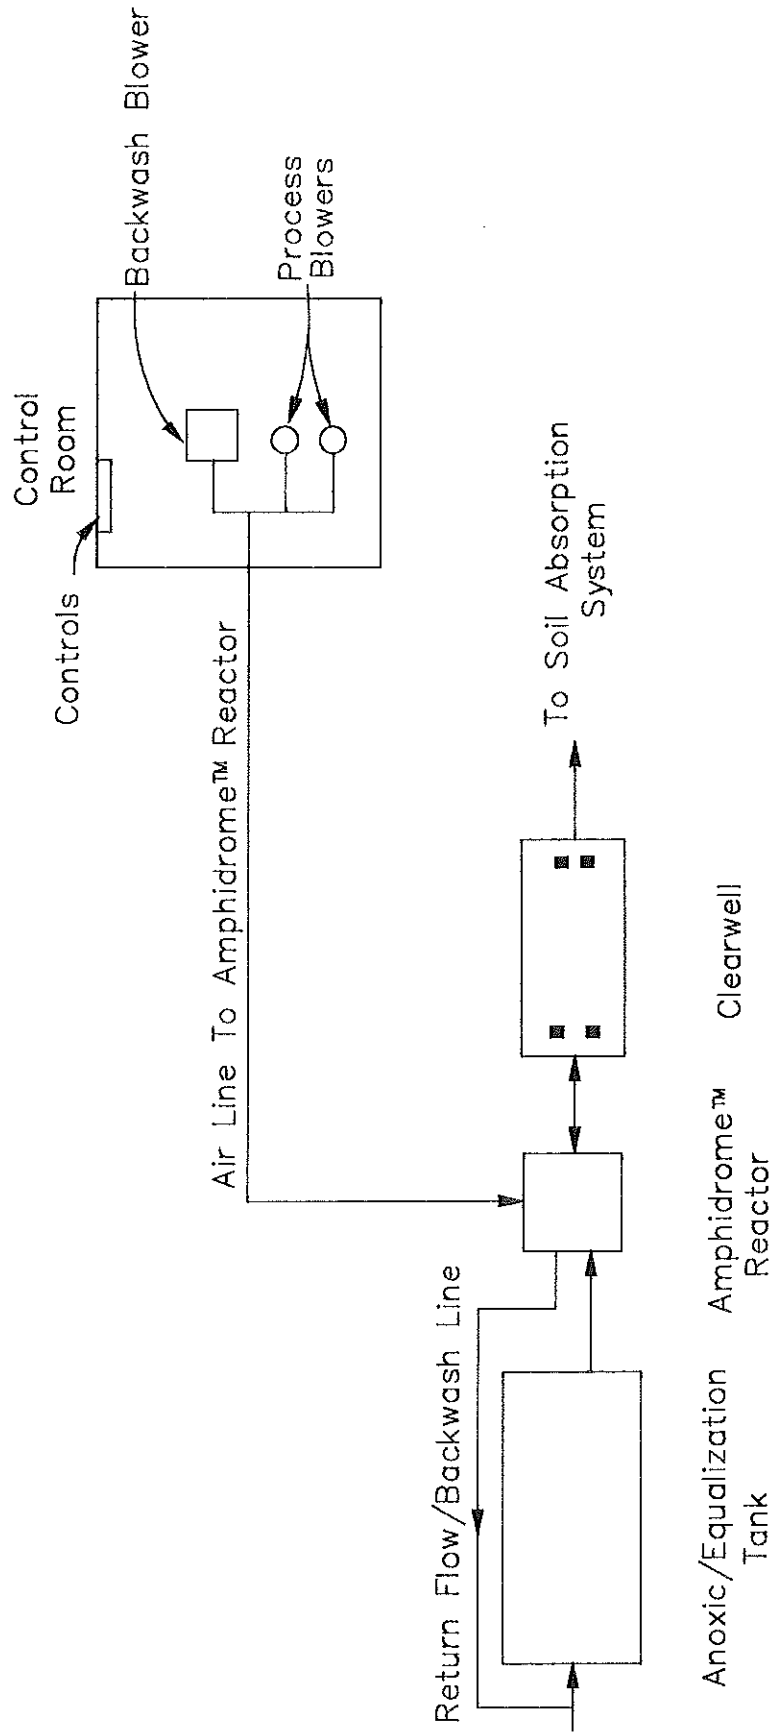 Control
Room
Controls
Backwash Blower
Process
Blowers
Air Line To Amphidrome™ Reactor
To Soil Absorption
System
Return Flow/Backwash Line
Anoxic/Equalization
Tank
Amphidrome™
Reactor
Clearwell